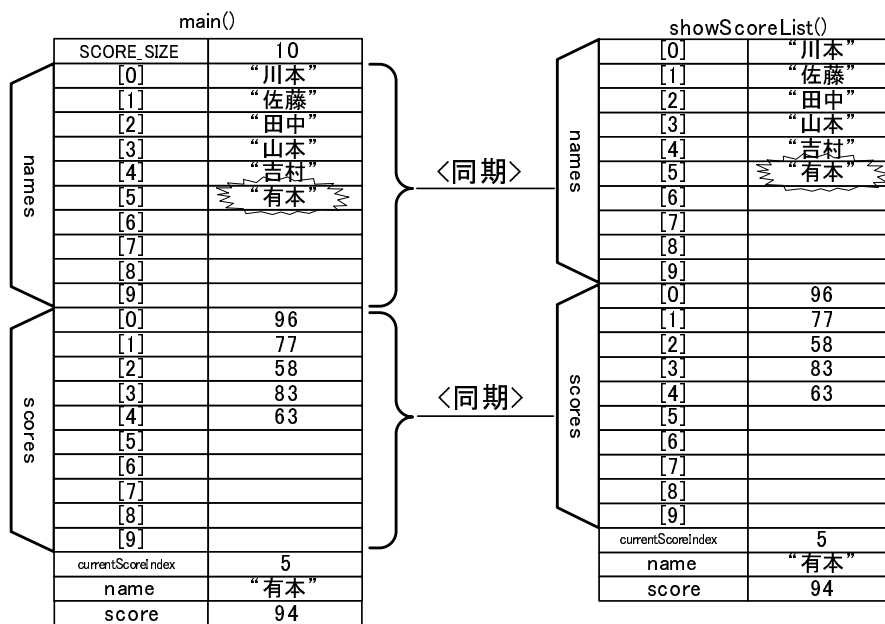 main()
SCORE_SIZE 10
names
[0] “川本”
[1] “佐藤”
[2] “田中”
[3] “山本”
[4] “吉村”
[5] “有本”
[6]
[7]
[8]
[9]
scores
[0] 96
[1] 77
[2] 58
[3] 83
[4] 63
[5]
[6]
[7]
[8]
[9]
currentScoreIndex 5
name “有本”
score 94
<同期>
<同期>
showScoreList()
names
[0] “川本”
[1] “佐藤”
[2] “田中”
[3] “山本”
[4] “吉村”
[5] “有本”
[6]
[7]
[8]
[9]
scores
[0] 96
[1] 77
[2] 58
[3] 83
[4] 63
[5]
[6]
[7]
[8]
[9]
currentScoreIndex 5
name “有本”
score 94